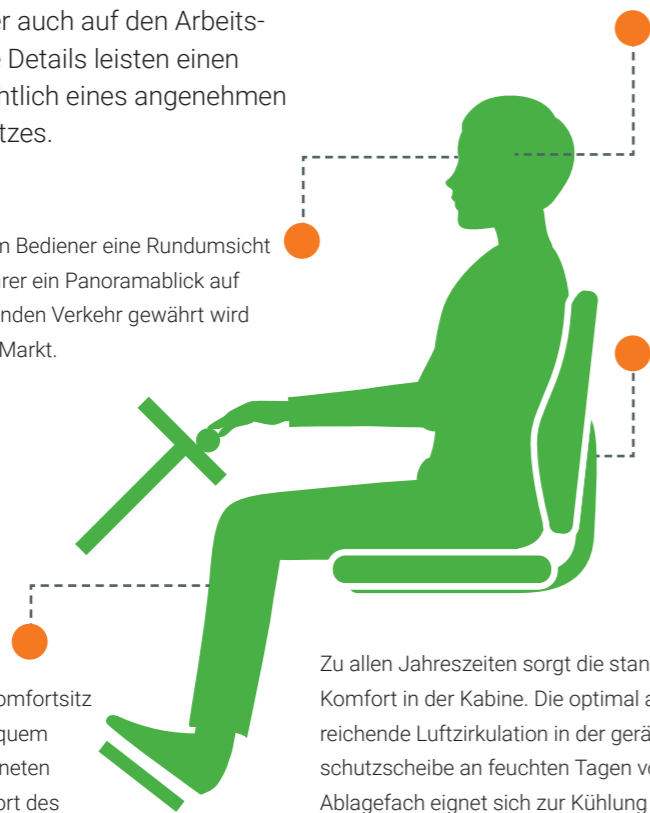 er auch auf den Arbeits-
e Details leisten einen
chtlich eines angenehmen
tzes.
m Bediener eine Rundumsicht
rer ein Panoramablick auf
nden Verkehr gewährt wird
Markt.
omfortsitz
quem
neten
ort des
Zu allen Jahreszeiten sorgt die stan
Komfort in der Kabine. Die optimal a
reichende Luftzirkulation in der gerä
schutzscheibe an feuchten Tagen vo
Ablagefach eignet sich zur Kühlung